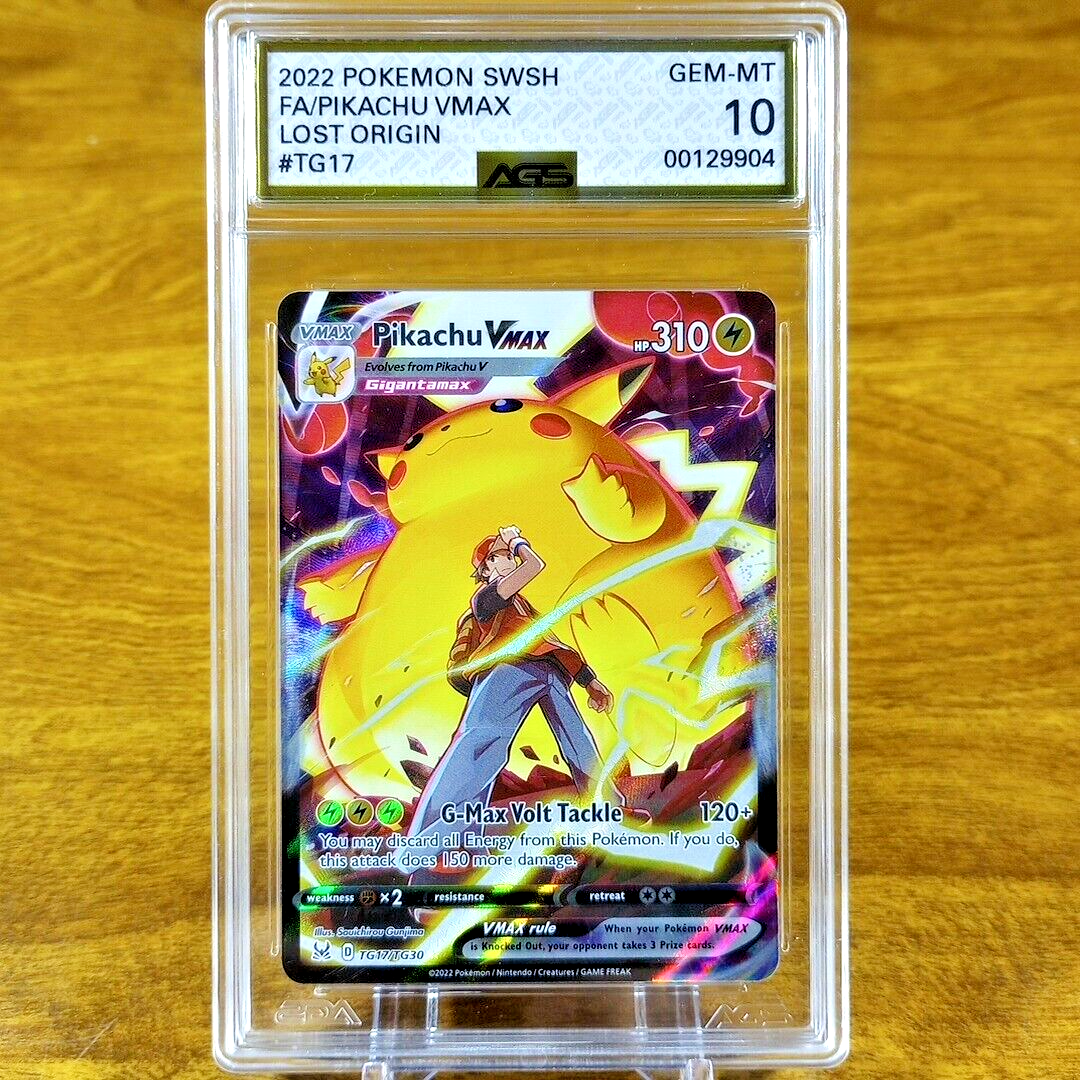 2022 POKEMON SWSH
GEM-MT
FA/PIKACHU VMAX
10
LOST ORIGIN
#TG17
00129904
AGS
VMAX
Pikachu VMAX
HP 310
Evolves from Pikachu V
Gigantamax
G-Max Volt Tackle 120+
You may discard all Energy from this Pokémon. If you do,
this attack does 150 more damage.
weakness ×2 resistance retreat
Illus. Souichirou Gunjima
VMAX rule
When your Pokémon VMAX
is Knocked Out, your opponent takes 3 Prize cards.
D TG17/TG30
©2022 Pokémon / Nintendo / Creatures / GAME FREAK
AGS